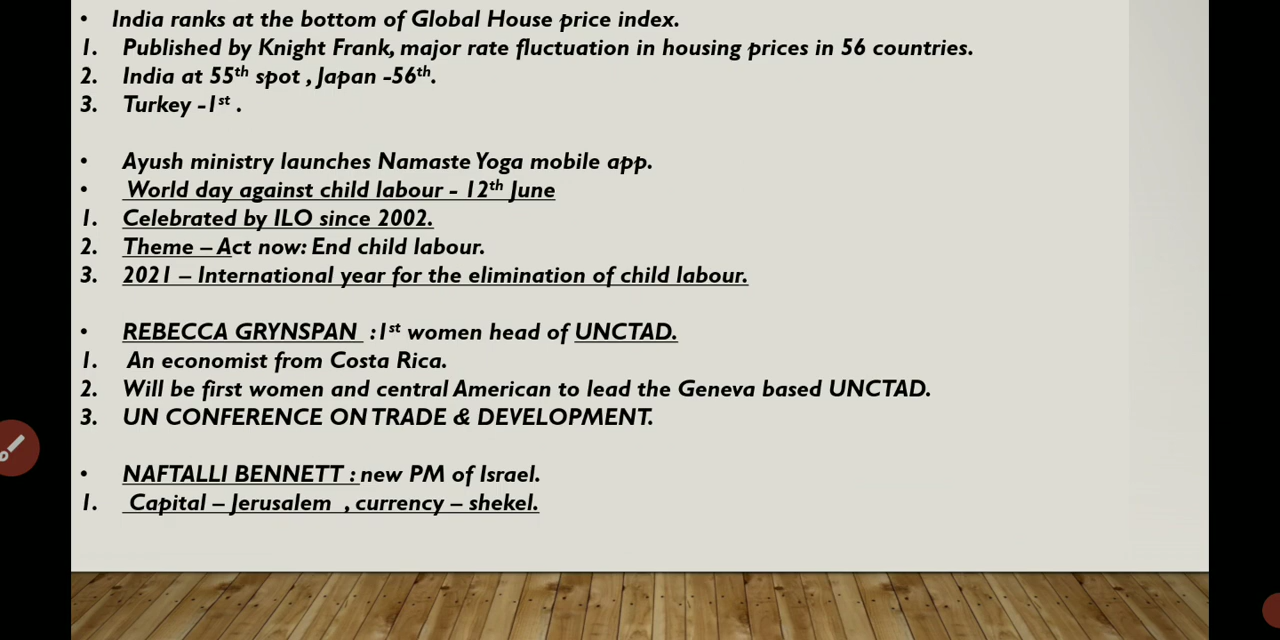 • India ranks at the bottom of Global House price index.
1. Published by Knight Frank, major rate fluctuation in housing prices in 56 countries.
2. India at 55th spot , Japan -56th.
3. Turkey -1st .
• Ayush ministry launches Namaste Yoga mobile app.
• World day against child labour - 12th June
1. Celebrated by ILO since 2002.
2. Theme – Act now: End child labour.
3. 2021 – International year for the elimination of child labour.
• REBECCA GRYNSPAN : 1st women head of UNCTAD.
1. An economist from Costa Rica.
2. Will be first women and central American to lead the Geneva based UNCTAD.
3. UN CONFERENCE ON TRADE & DEVELOPMENT.
• NAFTALLI BENNETT : new PM of Israel.
1. Capital – Jerusalem , currency – shekel.